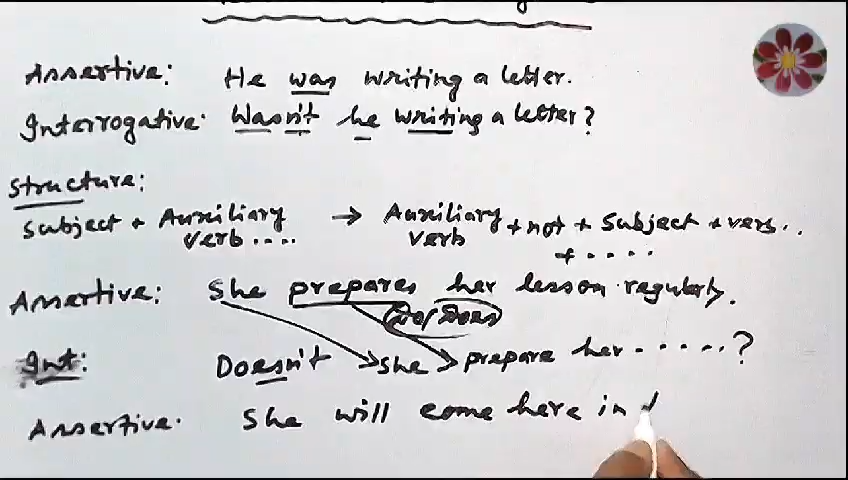 Assertive: He was writing a letter.
Interrogative: Wasn't he writing a letter?
Structure:
Subject + Auxiliary verb .... → Auxiliary verb + not + Subject + verb..
+ .....
Assertive: She prepares her lesson regularly.
(Do/Does)
Int: Doesn't she prepare her ......?
Assertive. She will come here in